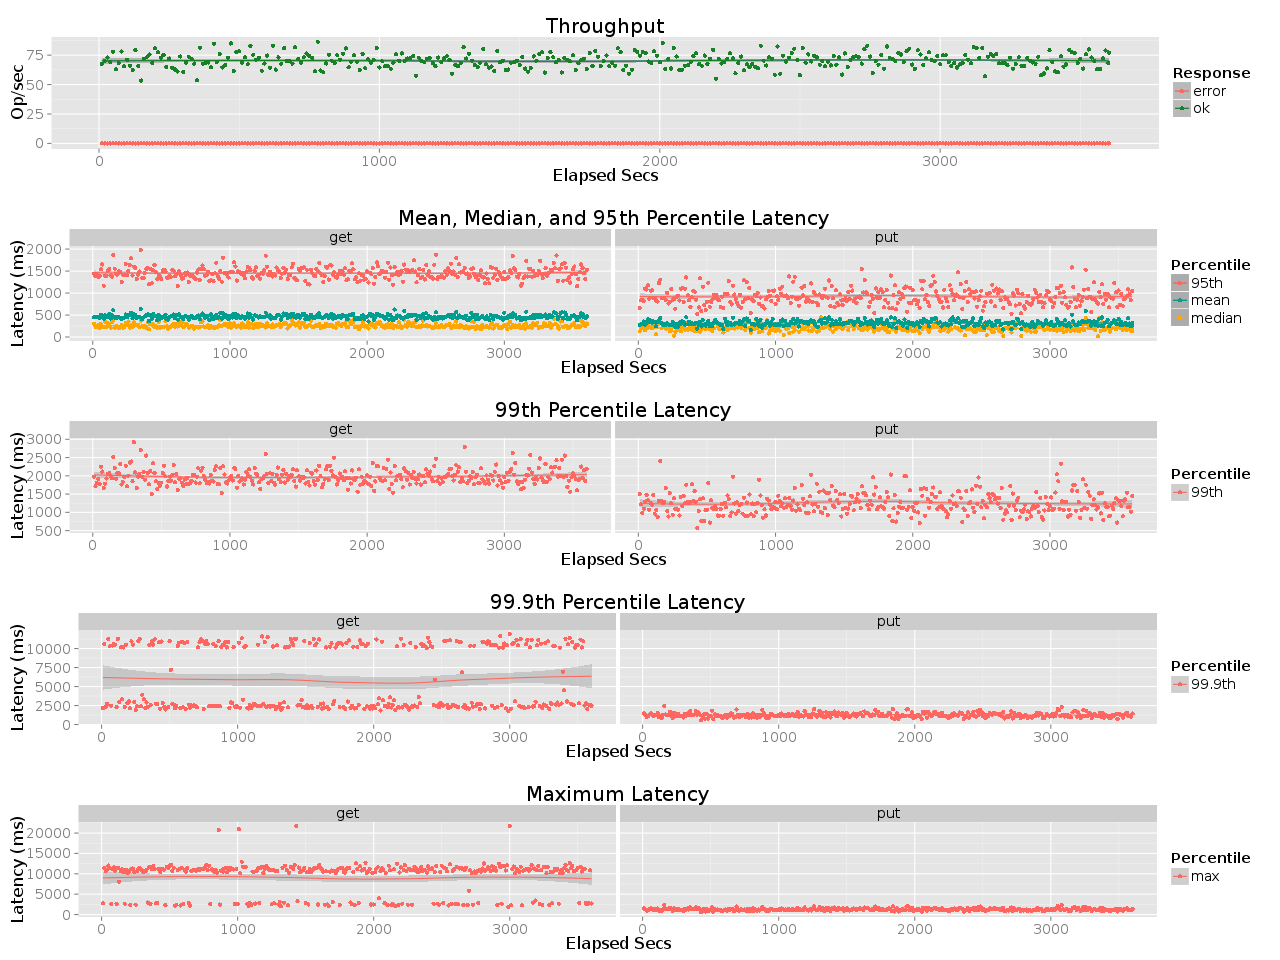 Throughput
75
50
25
0
Op/sec
0 1000 2000 3000
Elapsed Secs
Response
error
ok
Mean, Median, and 95th Percentile Latency
get put
2000
1500
1000
500
0
Latency (ms)
0 1000 2000 3000 0 1000 2000 3000
Elapsed Secs
Percentile
95th
mean
median
99th Percentile Latency
get put
3000
2500
2000
1500
1000
500
Latency (ms)
0 1000 2000 3000 0 1000 2000 3000
Elapsed Secs
Percentile
99th
99.9th Percentile Latency
get put
10000
7500
5000
2500
0
Latency (ms)
0 1000 2000 3000 0 1000 2000 3000
Elapsed Secs
Percentile
99.9th
Maximum Latency
get put
20000
15000
10000
5000
0
Latency (ms)
0 1000 2000 3000 0 1000 2000 3000
Elapsed Secs
Percentile
max